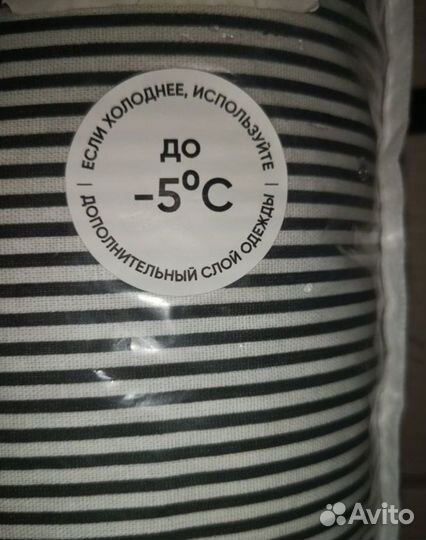 ЕСЛИ ХОЛОДНЕЕ, ИСПОЛЬЗУЙТЕ
ДО
-5°C
ДОПОЛНИТЕЛЬНЫЙ СЛОЙ ОДЕЖДЫ
Avito